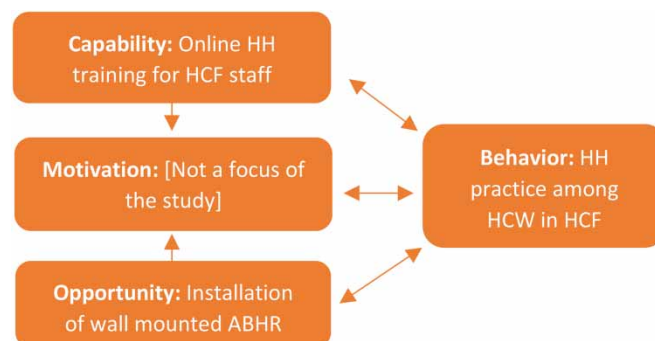 Capability: Online HH
training for HCF staff
Motivation: [Not a focus of
the study]
Behavior: HH
practice among
HCW in HCF
Opportunity: Installation
of wall mounted ABHR